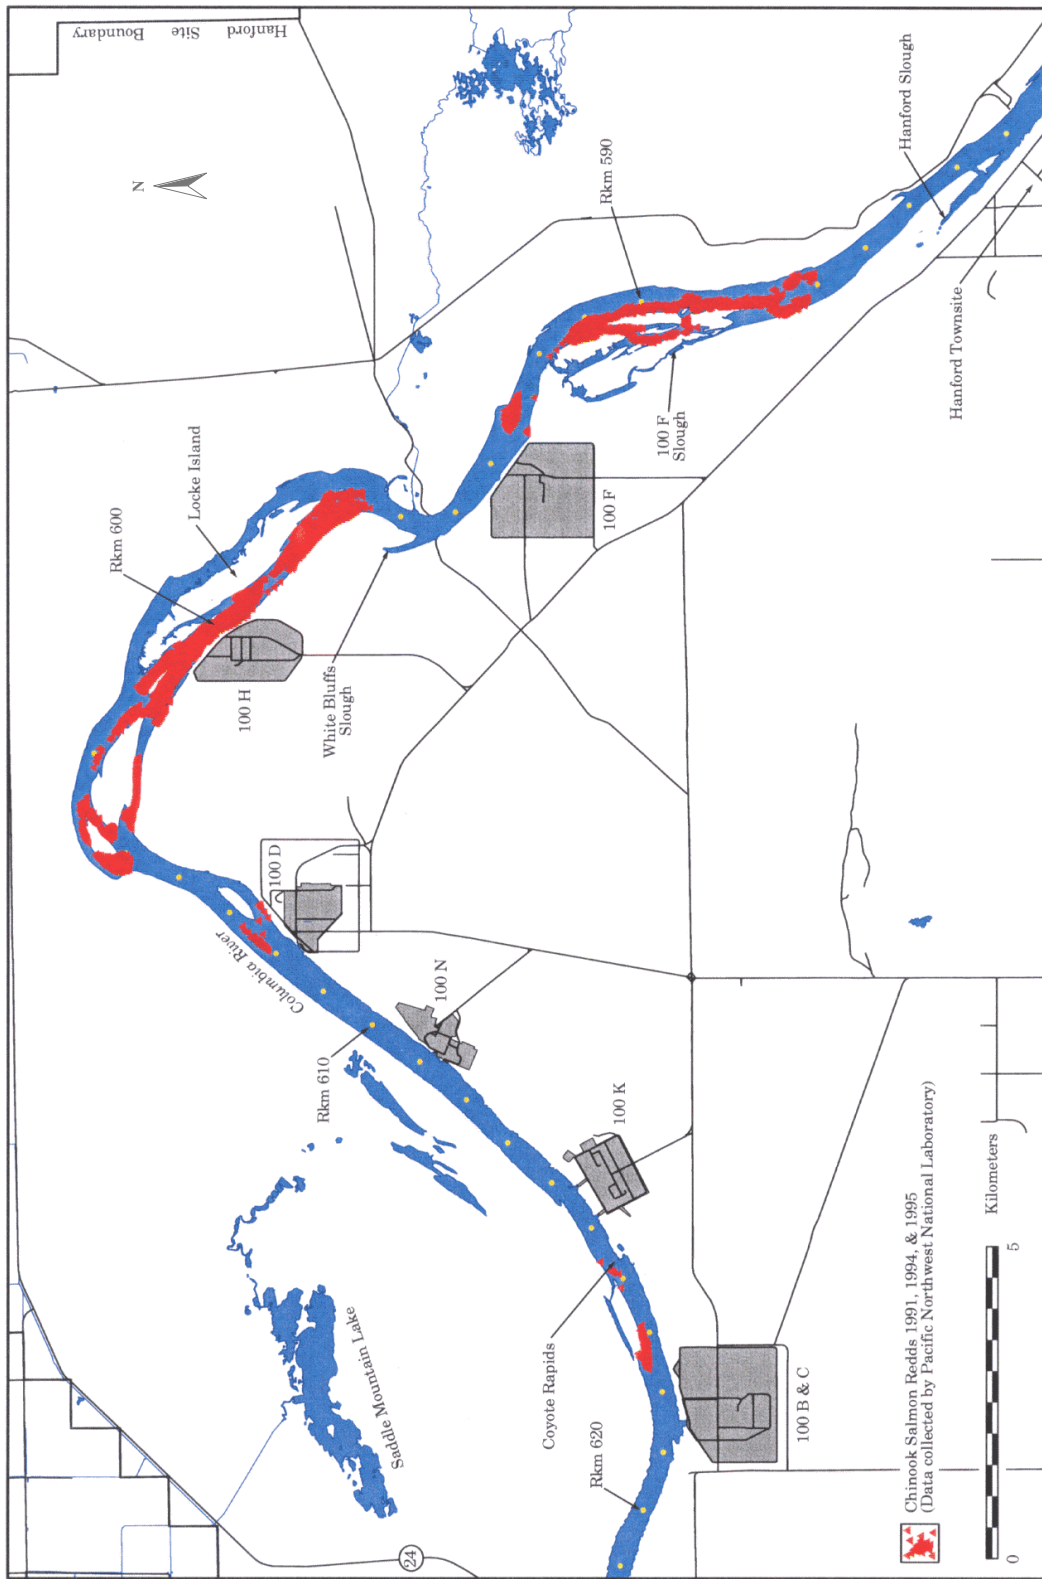 Hanford Site Boundary
N
Rkm 590
Hanford Slough
Locke Island
Rkm 600
100 F
Slough
Hanford Townsite
100 F
White Bluffs
Slough
100 H
100 D
Columbia River
100 N
Rkm 610
100 K
Saddle Mountain Lake
Coyote Rapids
Rkm 620
100 B & C
24
Chinook Salmon Redds 1991, 1994, & 1995
(Data collected by Pacific Northwest National Laboratory)
0
5
Kilometers